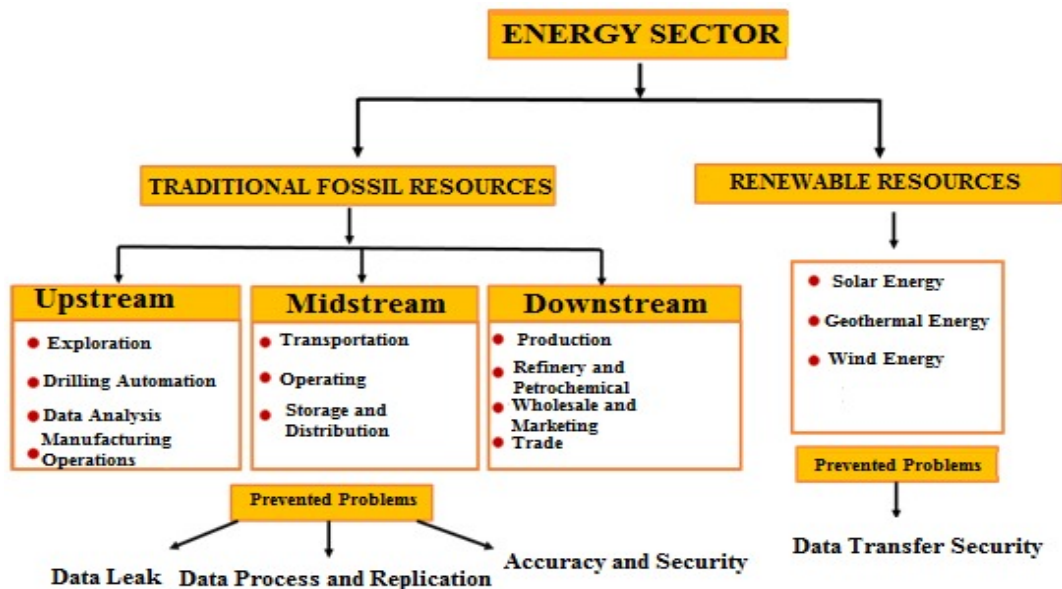 ENERGY SECTOR
TRADITIONAL FOSSIL RESOURCES
RENEWABLE RESOURCES
Upstream
Exploration
Drilling Automation
Data Analysis
Manufacturing
Operations
Midstream
Transportation
Operating
Storage and
Distribution
Downstream
Production
Refinery and
Petrochemical
Wholesale and
Marketing
Trade
Solar Energy
Geothermal Energy
Wind Energy
Prevented Problems
Data Leak
Data Process and Replication
Accuracy and Security
Prevented Problems
Data Transfer Security